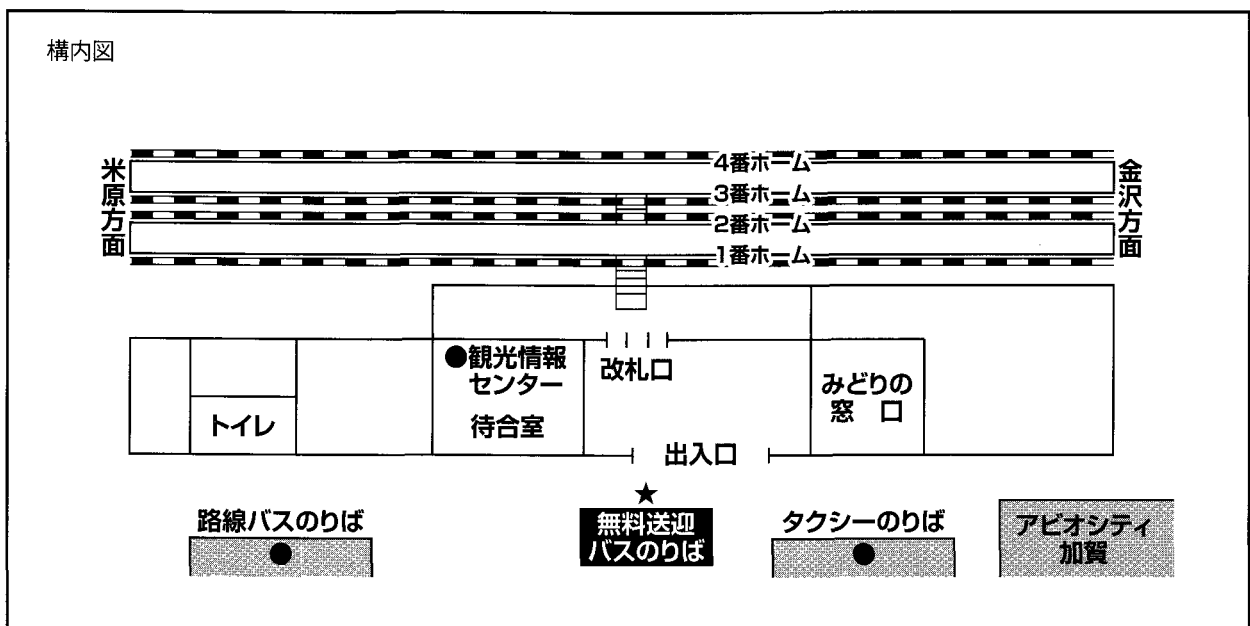 構内図
4番ホーム
3番ホーム
2番ホーム
1番ホーム
米原方面
金沢方面
●観光情報
センター
待合室
改札口
みどりの
窓 口
トイレ
出入口
★
路線バスのりば
無料送迎
バスのりば
タクシーのりば
アビオシティ
加賀